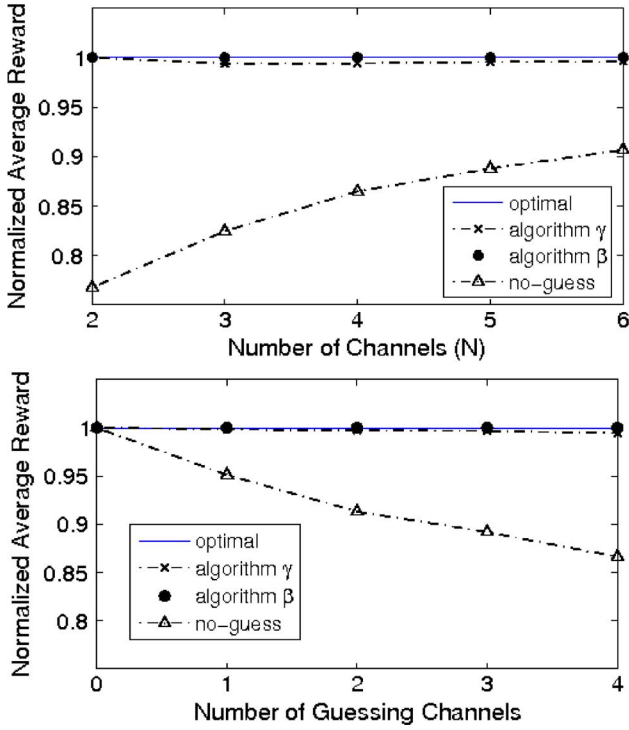 Normalized Average Reward
1
0.95
0.9
0.85
0.8
2 3 4 5 6
Number of Channels (N)
optimal
algorithm γ
algorithm β
no-guess
Normalized Average Reward
1
0.95
0.9
0.85
0.8
0 1 2 3 4
Number of Guessing Channels
optimal
algorithm γ
algorithm β
no-guess